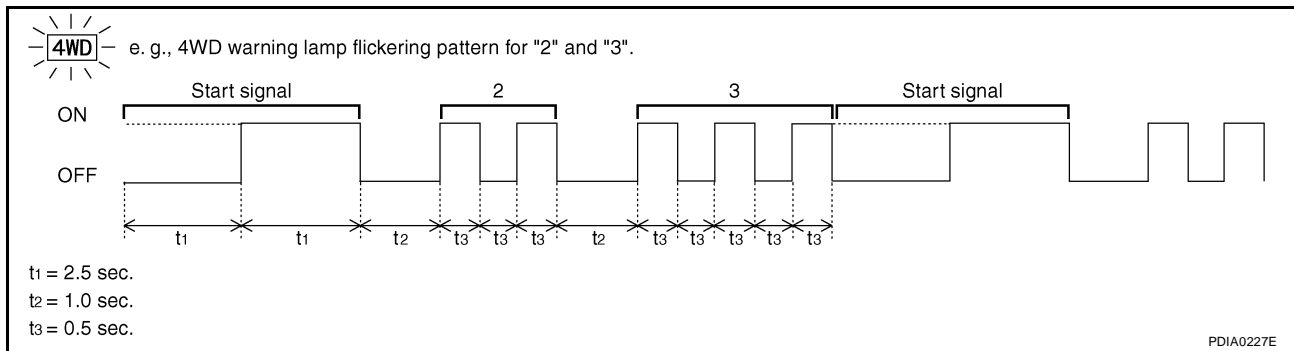 4WD e. g., 4WD warning lamp flickering pattern for "2" and "3".
Start signal 2 3 Start signal
ON
OFF
t1 t1 t2 t3 t3 t3 t2 t3 t3 t3 t3 t3
t1 = 2.5 sec.
t2 = 1.0 sec.
t3 = 0.5 sec.
PDIA0227E